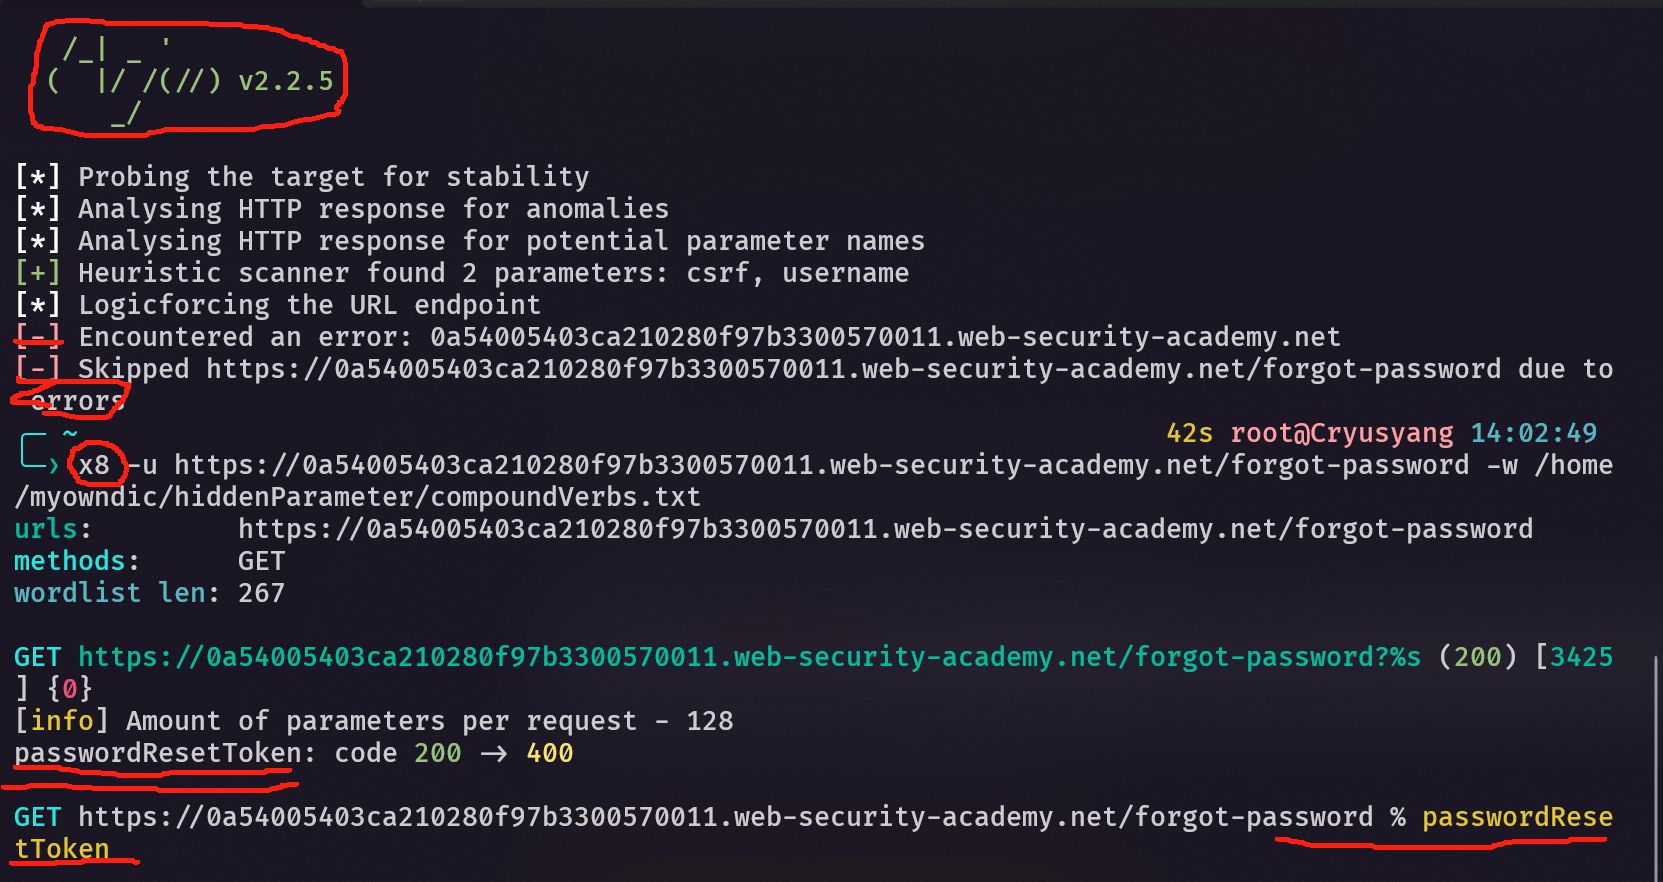 /_| _ '
(  |/ /(//) v2.2.5
    _/
[*] Probing the target for stability
[*] Analysing HTTP response for anomalies
[*] Analysing HTTP response for potential parameter names
[+] Heuristic scanner found 2 parameters: csrf, username
[*] Logicforcing the URL endpoint
[-] Encountered an error: 0a54005403ca210280f97b3300570011.web-security-academy.net
[-] Skipped https://0a54005403ca210280f97b3300570011.web-security-academy.net/forgot-password due to
errors
~ 42s root@Cryusyang 14:02:49
❯ x8 -u https://0a54005403ca210280f97b3300570011.web-security-academy.net/forgot-password -w /home
/myowndic/hiddenParameter/compoundVerbs.txt
urls: https://0a54005403ca210280f97b3300570011.web-security-academy.net/forgot-password
methods: GET
wordlist len: 267
GET https://0a54005403ca210280f97b3300570011.web-security-academy.net/forgot-password?%s (200) [3425
] {0}
[info] Amount of parameters per request - 128
passwordResetToken: code 200 → 400
GET https://0a54005403ca210280f97b3300570011.web-security-academy.net/forgot-password % passwordRese
tToken